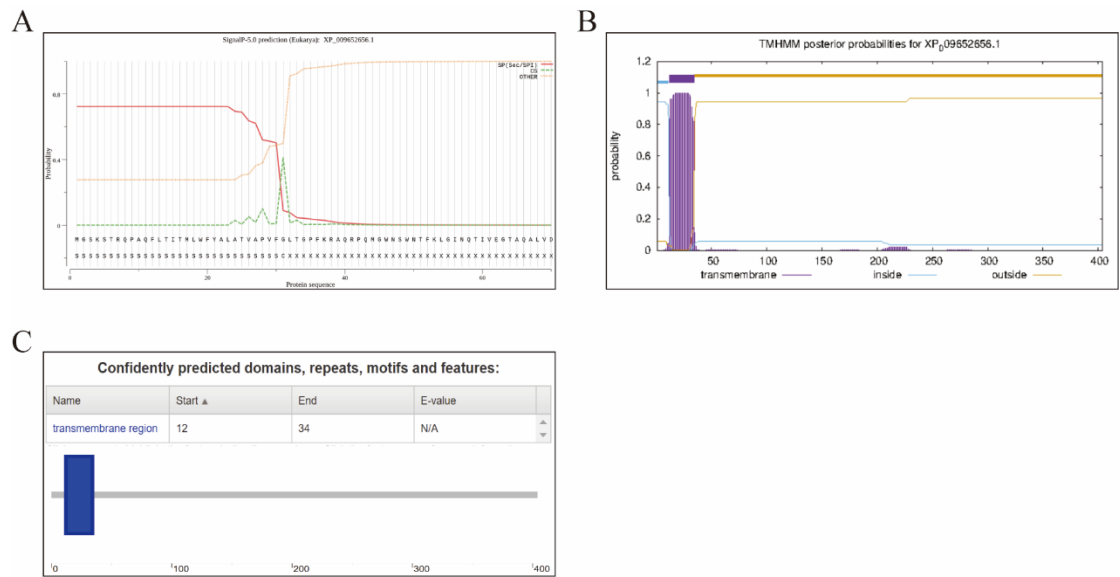 A
SignalP-5.0 prediction (Eukarya): XP_009652656.1
SP(Sec/SPI)
CS
OTHER
Probability
0.8
0.4
0
M G S K S T R Q P A Q F L T I T M L W F Y A L A T V A P V F G L T G P F K R A Q R P Q M G W N S W N T F K L G I N Q T I V E G T A Q A L V D
0 20 40 60
Protein sequence
B
TMHMM posterior probabilities for XP_D09652656.1
probability
1.2
1
0.8
0.6
0.4
0.2
0
50 100 150 200 250 300 350 400
transmembrane inside outside
C
Confidently predicted domains, repeats, motifs and features:
Name Start ▲ End E-value
transmembrane region 12 34 N/A
0 100 200 300 400